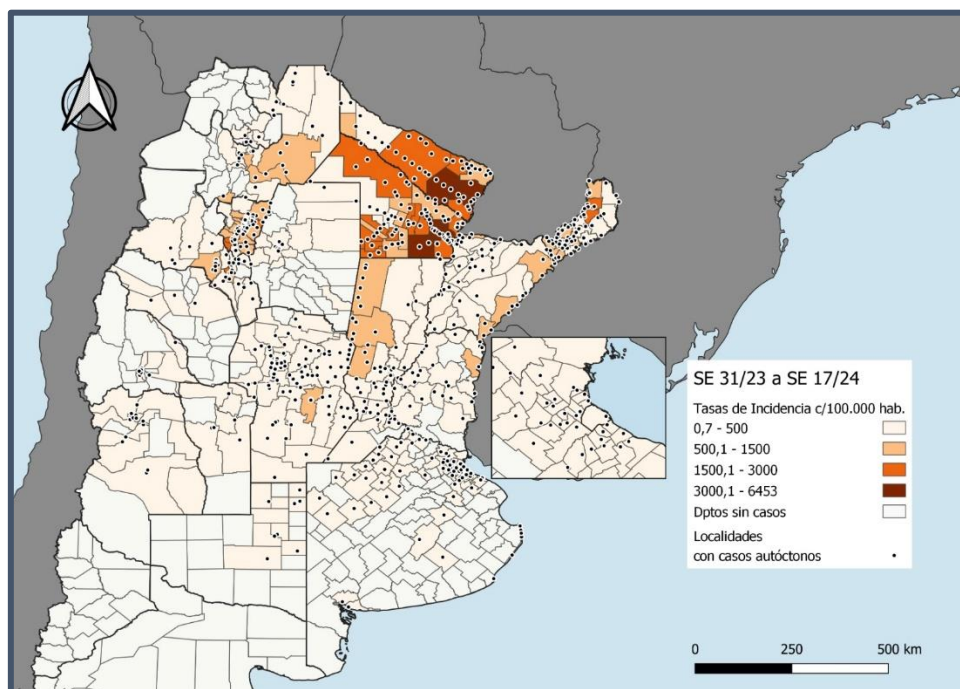 SE 31/23 a SE 17/24
Tasas de Incidencia c/100.000 hab.
0,7 - 500
500,1 - 1500
1500,1 - 3000
3000,1 - 6453
Dptos sin casos
Localidades
con casos autóctonos
0 250 500 km